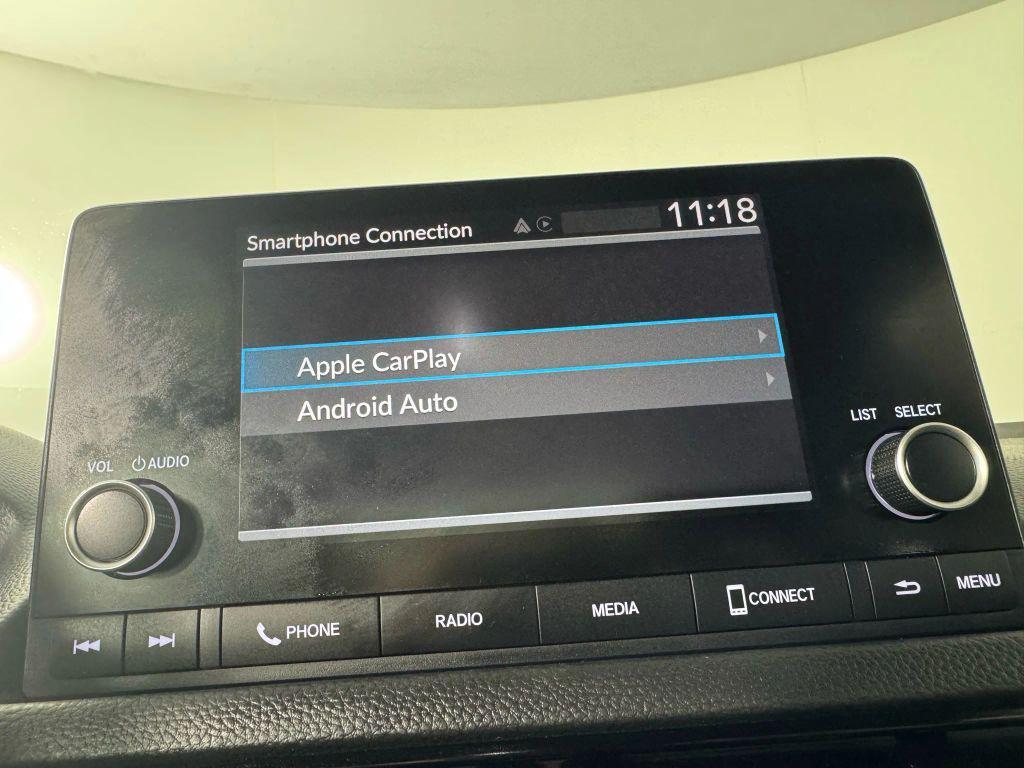 Smartphone Connection
11:18
Apple CarPlay
Android Auto
LIST SELECT
VOL AUDIO
PHONE
RADIO
MEDIA
CONNECT
MENU